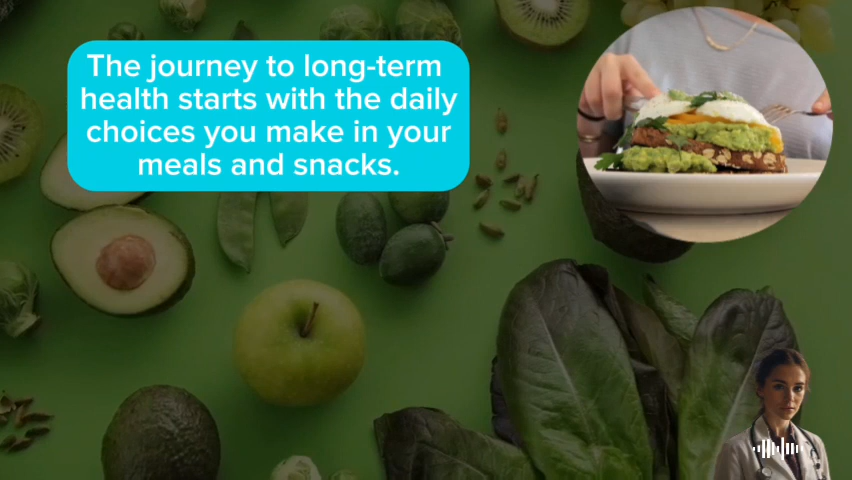 The journey to long-term
health starts with the daily
choices you make in your
meals and snacks.